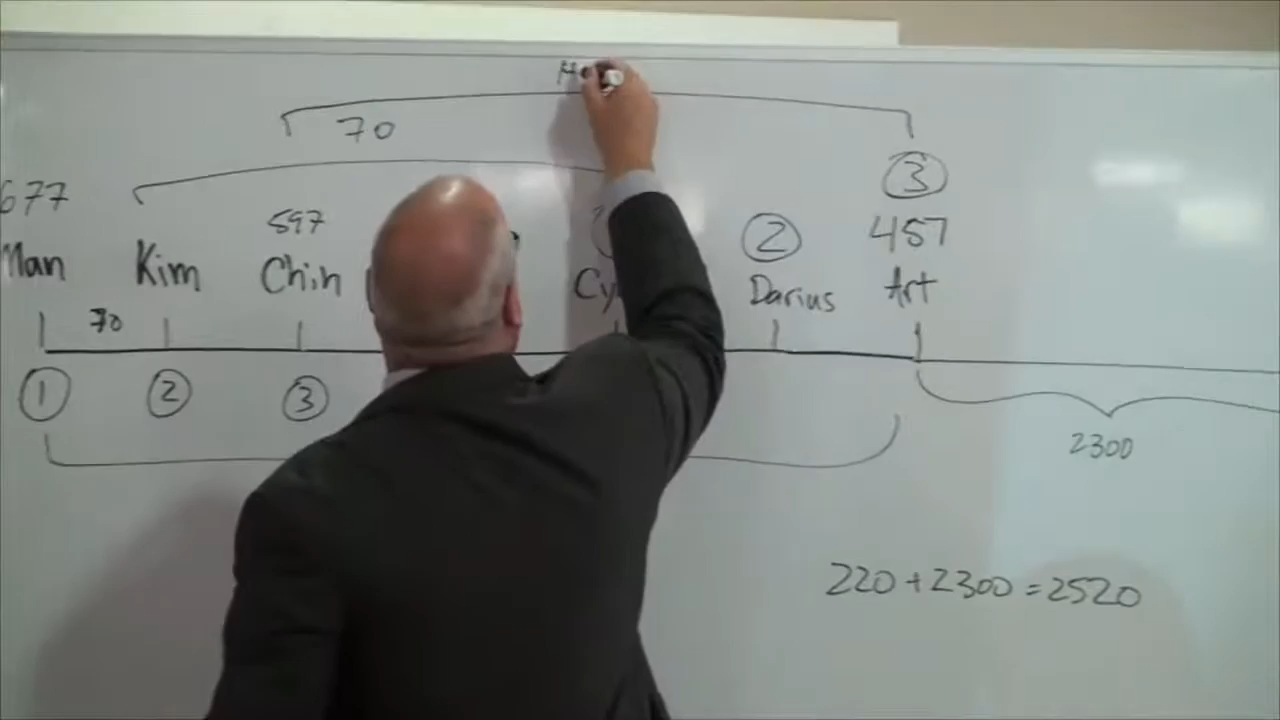 70
③
677 597 457
②
Man Kim Chin Darius Art
70
① ② ③
2300
220 + 2300 = 2520